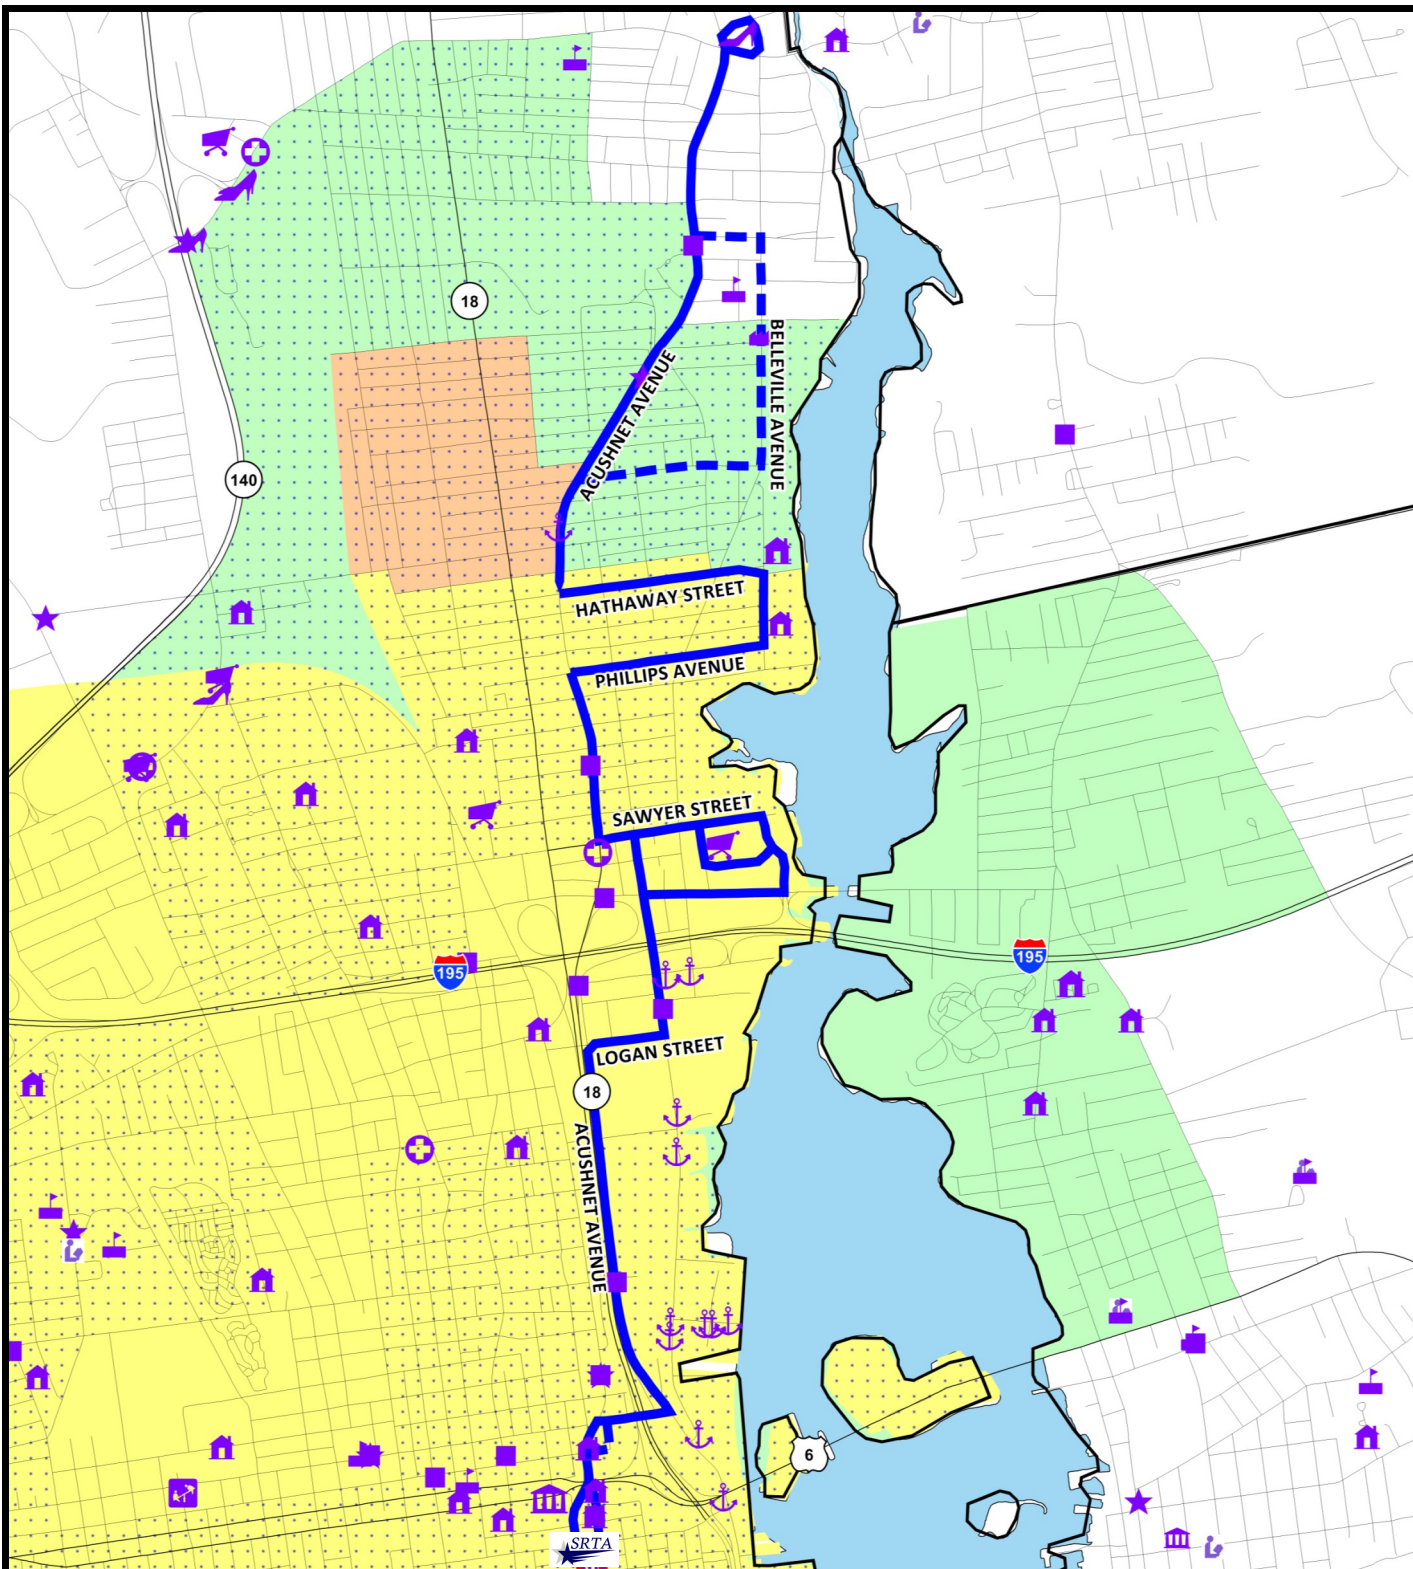 18
BELLEVILLE AVENUE
ACUSHNET AVENUE
140
HATHAWAY STREET
PHILLIPS AVENUE
SAWYER STREET
195
195
LOGAN STREET
18
ACUSHNET AVENUE
6
SRTA